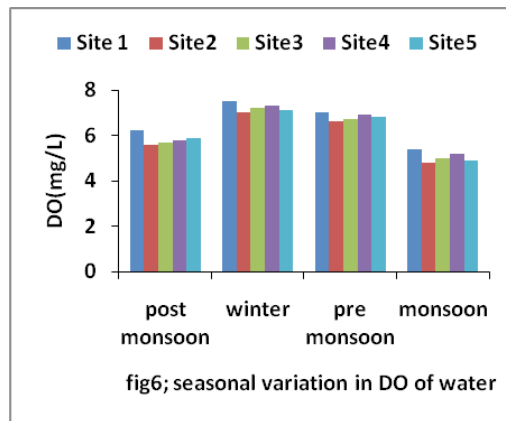 Site 1 Site2 Site3 Site4 Site5
DO(mg/L)
8
6
4
2
0
post monsoon winter pre monsoon monsoon
fig6; seasonal variation in DO of water